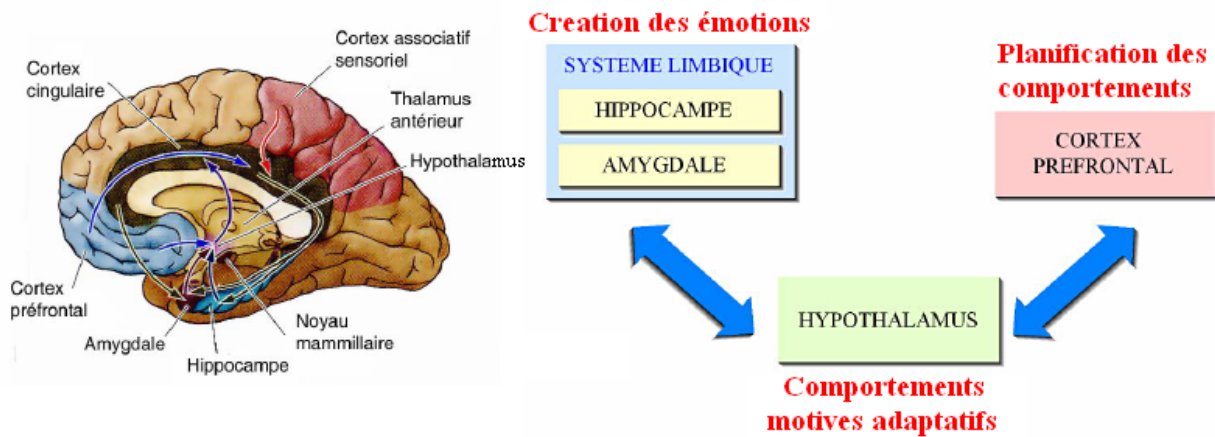 Cortex associatif
sensoriel
Cortex
cingulaire
Thalamus
antérieur
Hypothalamus
Cortex
préfrontal
Amygdale
Hippocampe
Noyau
mammillaire
Creation des émotions
SYSTEME LIMBIQUE
HIPPOCAMPE
AMYGDALE
Planification des
comportements
CORTEX
PREFRONTAL
HYPOTHALAMUS
Comportements
motives adaptatifs